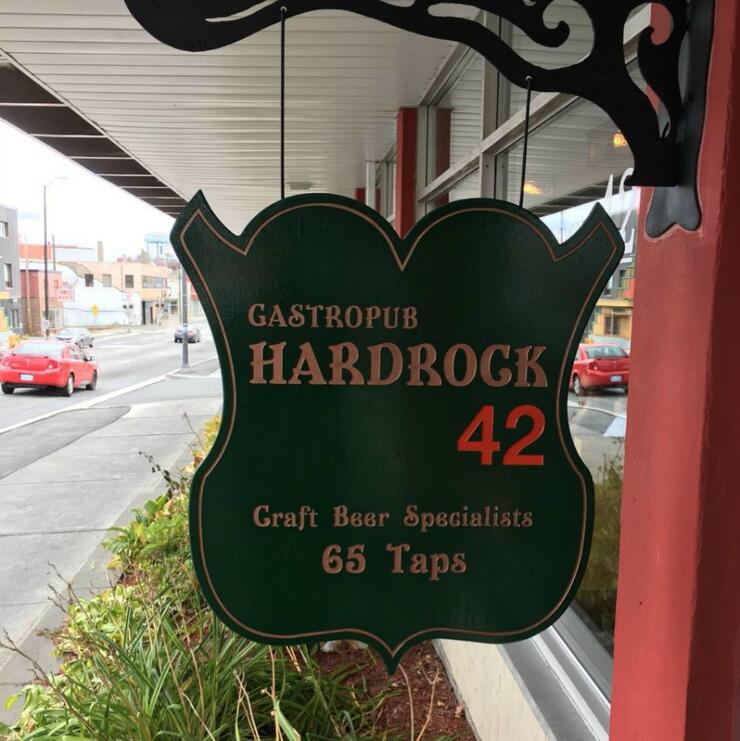 GASTROPUB
HARDROCK
42
Craft Beer Specialists
65 Taps